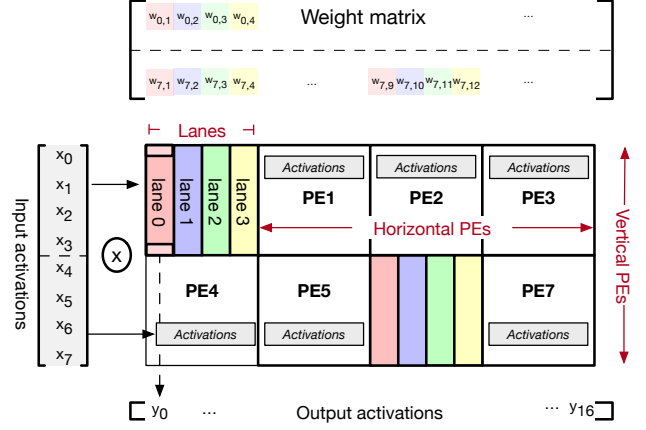 w0,1 w0,2 w0,3 w0,4 Weight matrix ...
w7,1 w7,2 w7,3 w7,4 ... w7,9 w7,10 w7,11 w7,12 ...
Lanes
Input activations
x0
x1
x2
x3
x4
x5
x6
x7
X
lane 0
lane 1
lane 2
lane 3
Activations Activations Activations
PE1 PE2 PE3
Horizontal PEs
Vertical PEs
PE4 PE5 PE7
Activations Activations Activations
y0 ... Output activations ... y16